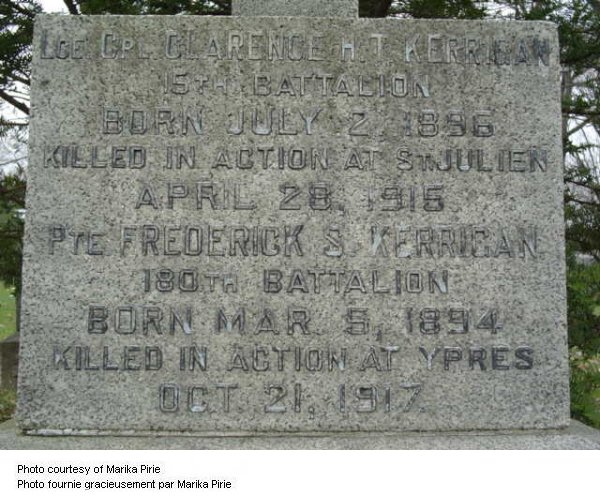 LCE CPL CLARENCE H.T. KERRIGAN
15TH BATTALION
BORN JULY 2, 1896
KILLED IN ACTION AT ST. JULIEN
APRIL 28, 1915
PTE FREDERICK S. KERRIGAN
180TH BATTALION
BORN MAR. 5, 1894
KILLED IN ACTION AT YPRES
OCT. 21, 1917.
Photo courtesy of Marika Pirie
Photo fournie gracieusement par Marika Pirie